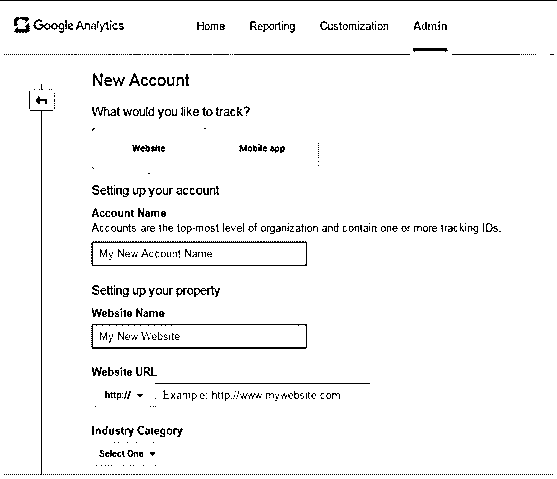 Google Analytics Home Reporting Customization Admin
New Account
What would you like to track?
Website Mobile app
Setting up your account
Account Name
Accounts are the top-most level of organization and contain one or more tracking IDs.
My New Account Name
Setting up your property
Website Name
My New Website
Website URL
http:// Example: http://www.mywebsite.com
Industry Category
Select One